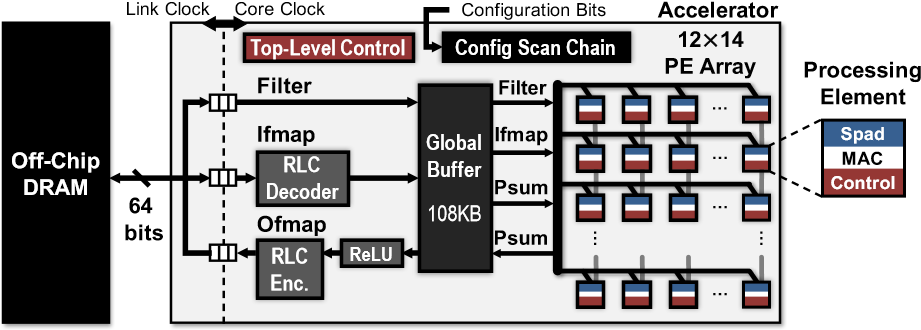 Link Clock
Core Clock
Configuration Bits
Accelerator
12×14
PE Array
Top-Level Control
Config Scan Chain
Processing
Element
Off-Chip
DRAM
64
bits
Filter
Ifmap
RLC
Decoder
Ofmap
RLC
Enc.
ReLU
Global
Buffer
108KB
Filter
Ifmap
Psum
Psum
...
...
...
...
...
...
Spad
MAC
Control